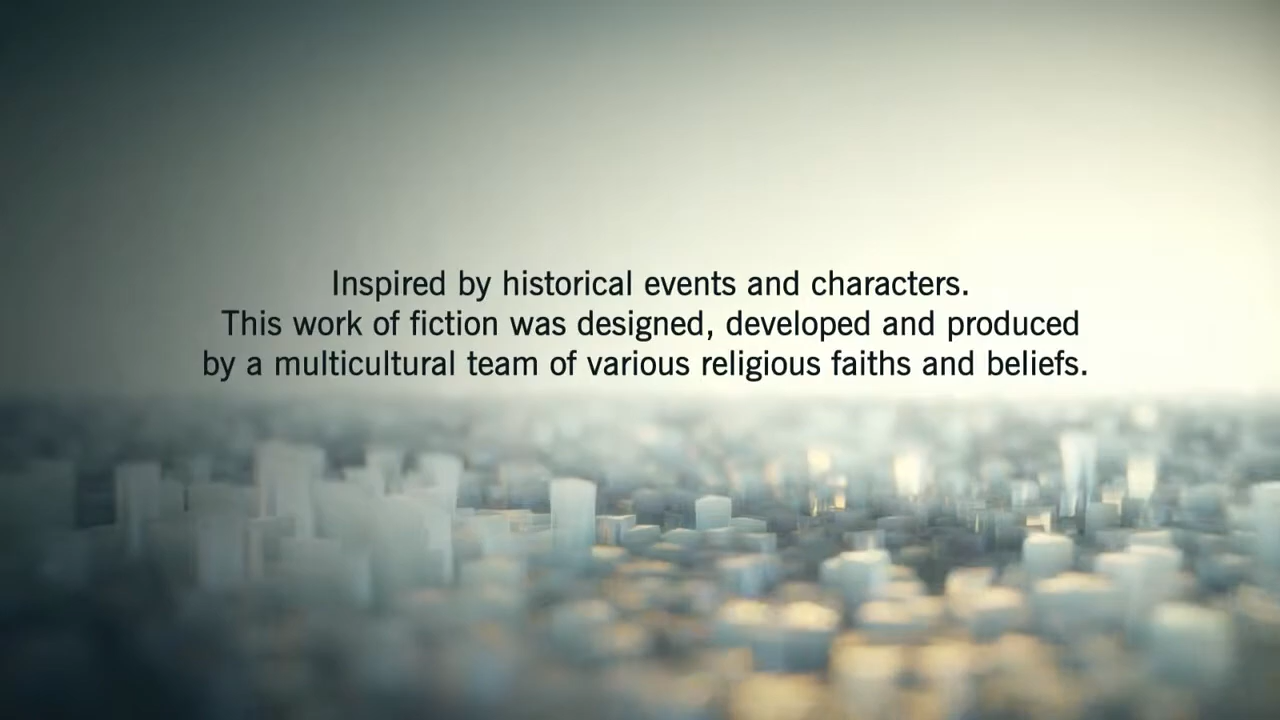 Inspired by historical events and characters.
This work of fiction was designed, developed and produced
by a multicultural team of various religious faiths and beliefs.